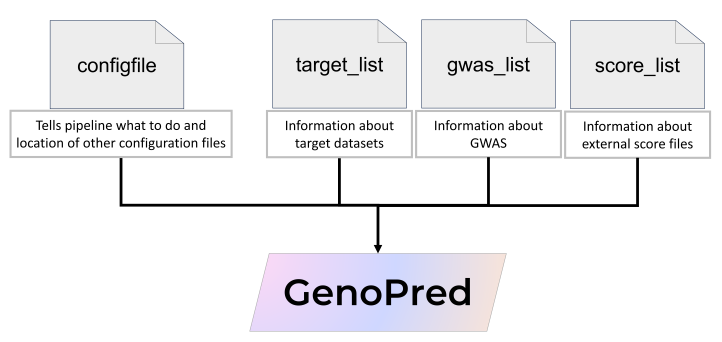 configfile
target_list
gwas_list
score_list
Tells pipeline what to do and
location of other configuration files
Information about
target datasets
Information about
GWAS
Information about
external score files
GenoPred